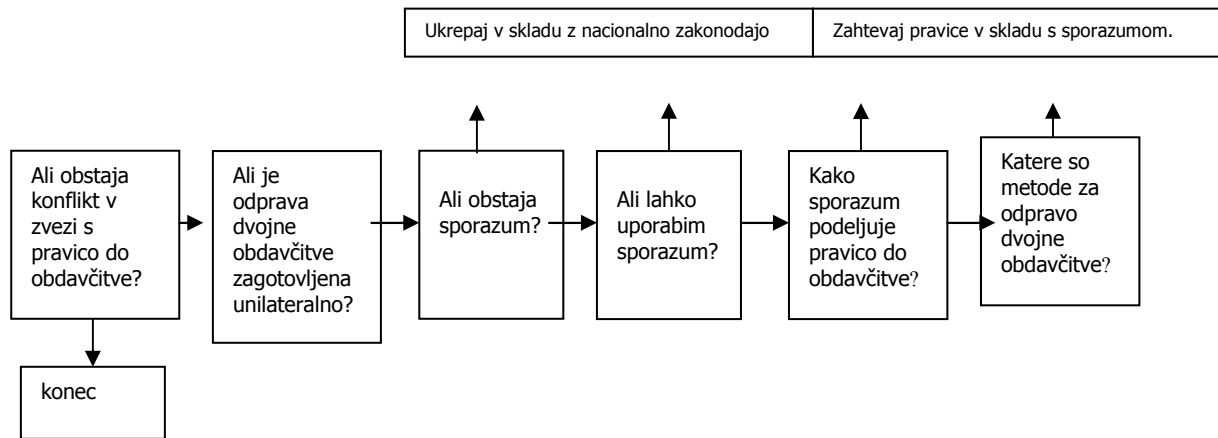 Ukrepaj v skladu z nacionalno zakonodajo
Zahtevaj pravice v skladu s sporazumom.
Ali obstaja
konflikt v
zvezi s
pravico do
obdavčitve?
Ali je
odprava
dvojne
obdavčitve
zagotovljena
unilateralno?
Ali obstaja
sporazum?
Ali lahko
uporabim
sporazum?
Kako
sporazum
podeljuje
pravico do
obdavčitve?
Katere so
metode za
odpravo
dvojne
obdavčitve?
konec